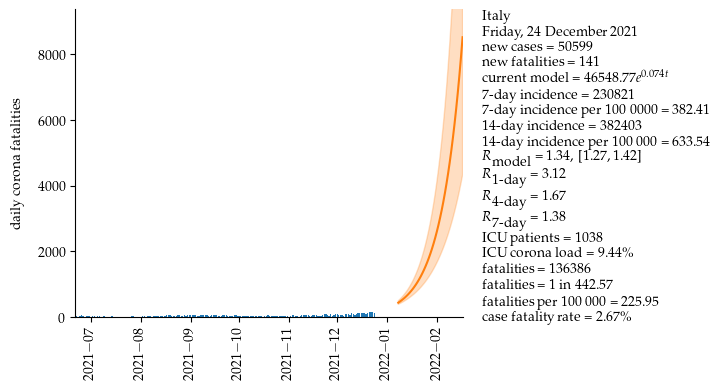 daily corona fatalities
8000
6000
4000
2000
0
2021−07
2021−08
2021−09
2021−10
2021−11
2021−12
2022−01
2022−02
Italy
Friday, 24 December 2021
new cases = 50599
new fatalities = 141
current model = 46548.77e^0.074t
7-day incidence = 230821
7-day incidence per 100 0000 = 382.41
14-day incidence = 382403
14-day incidence per 100 000 = 633.54
R_model = 1.34, [1.27, 1.42]
R_1-day = 3.12
R_4-day = 1.67
R_7-day = 1.38
ICU patients = 1038
ICU corona load = 9.44%
fatalities = 136386
fatalities = 1 in 442.57
fatalities per 100 000 = 225.95
case fatality rate = 2.67%